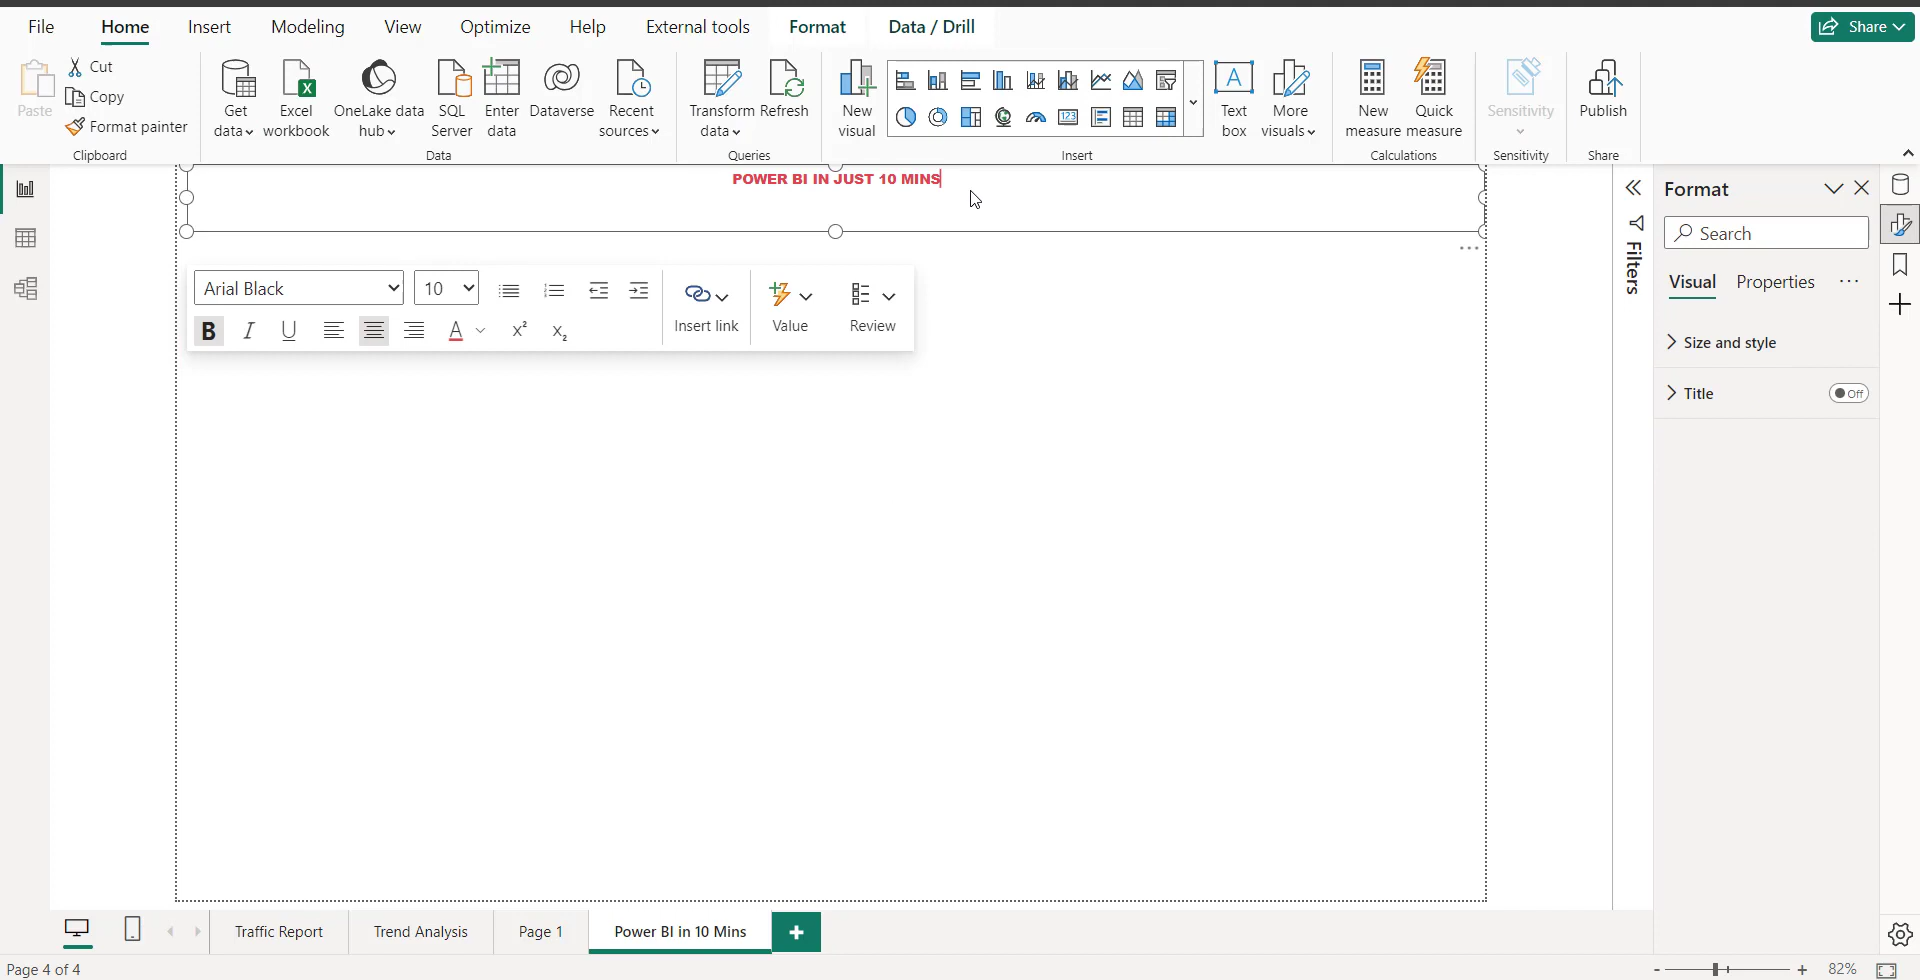 File Home Insert Modeling View Optimize Help External tools Format Data / Drill Share
Paste Cut
Copy
Format painter
Clipboard
Get data Excel workbook OneLake data hub SQL Server Enter data Dataverse Recent sources
Data
Transform data Refresh
Queries
New visual
123
A Text box More visuals
Insert
New measure Quick measure
Calculations
Sensitivity
Sensitivity
Publish
Share
POWER BI IN JUST 10 MINS
Arial Black 10
B I U A x² x₂
Insert link Value Review
Filters
Format
Search
Visual Properties
Size and style
Title Off
Traffic Report Trend Analysis Page 1 Power BI in 10 Mins +
Page 4 of 4 - + 82%